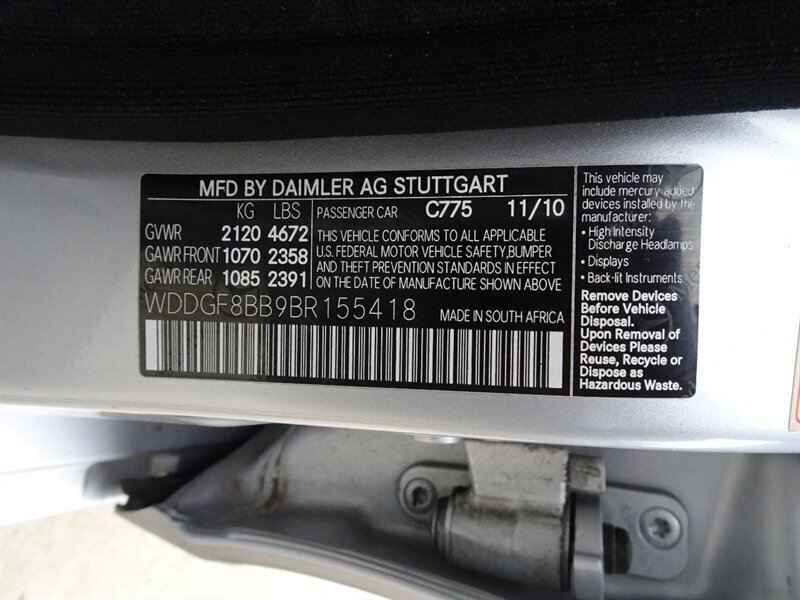 MFD BY DAIMLER AG STUTTGART
KG LBS
GVWR 2120 4672
GAWR FRONT 1070 2358
GAWR REAR 1085 2391
PASSENGER CAR C775 11/10
THIS VEHICLE CONFORMS TO ALL APPLICABLE
U.S. FEDERAL MOTOR VEHICLE SAFETY,BUMPER
AND THEFT PREVENTION STANDARDS IN EFFECT
ON THE DATE OF MANUFACTURE SHOWN ABOVE
WDDGF8BB9BR155418 MADE IN SOUTH AFRICA
This vehicle may
include mercury-added
devices installed by the
manufacturer:
• High Intensity
Discharge Headlamps
• Displays
• Back-lit Instruments
Remove Devices
Before Vehicle
Disposal.
Upon Removal of
Devices Please
Reuse, Recycle or
Dispose as
Hazardous Waste.